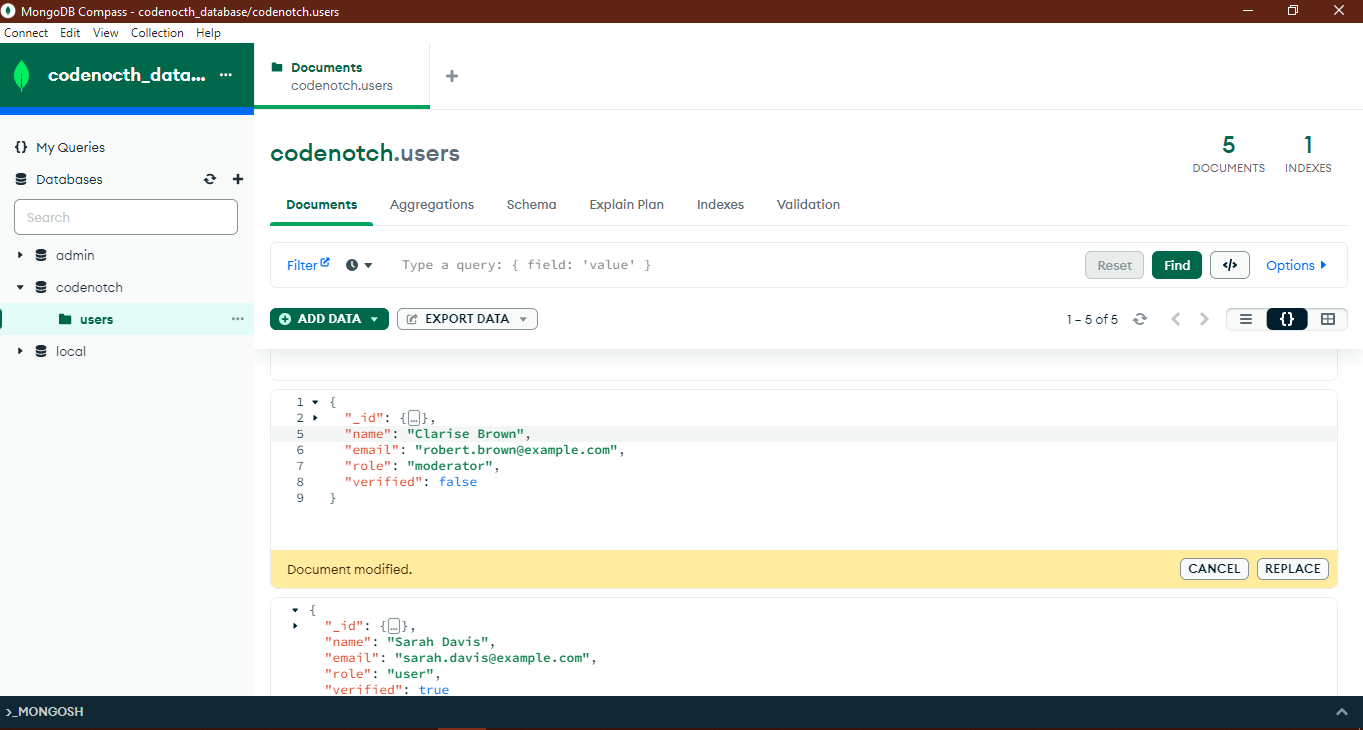 MongoDB Compass - codenocth_database/codenotch.users
Connect Edit View Collection Help
codenocth_data... ...
Documents
codenotch.users
{} My Queries
Databases
Search
admin
codenotch
users ...
local
codenotch.users
5 DOCUMENTS
1 INDEXES
Documents Aggregations Schema Explain Plan Indexes Validation
Filter Type a query: { field: 'value' } Reset Find </> Options
ADD DATA EXPORT DATA 1 – 5 of 5 {}
1 {
2 "_id": {…},
5 "name": "Clarise Brown",
6 "email": "robert.brown@example.com",
7 "role": "moderator",
8 "verified": false
9 }
Document modified. CANCEL REPLACE
{
"_id": {…},
"name": "Sarah Davis",
"email": "sarah.davis@example.com",
"role": "user",
"verified": true
>_MONGOSH